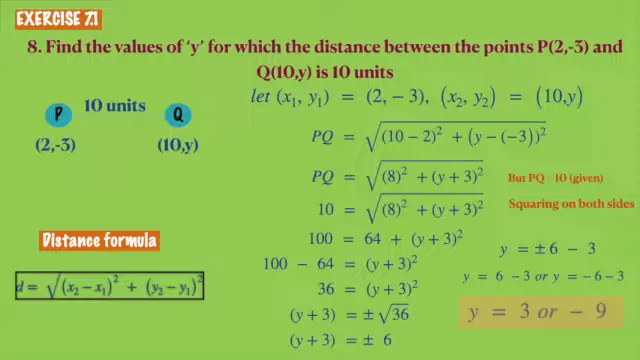 EXERCISE 7.1
8. Find the values of ‘y’ for which the distance between the points P(2,-3) and
Q(10,y) is 10 units
let (x₁, y₁) = (2, − 3), (x₂, y₂) = (10,y)
P 10 units Q
(2,-3) (10,y)
PQ = √((10 − 2)² + (y − (−3))²)
PQ = √((8)² + (y + 3)²) But PQ = 10 (given)
10 = √((8)² + (y + 3)²) Squaring on both sides
100 = 64 + (y + 3)²
100 − 64 = (y + 3)²
36 = (y + 3)²
(y + 3) = ± √36
(y + 3) = ± 6
y = ± 6 − 3
y = 6 − 3 or y = − 6 − 3
y = 3 or − 9
Distance formula
d = √((x₂ − x₁)² + (y₂ − y₁)²)